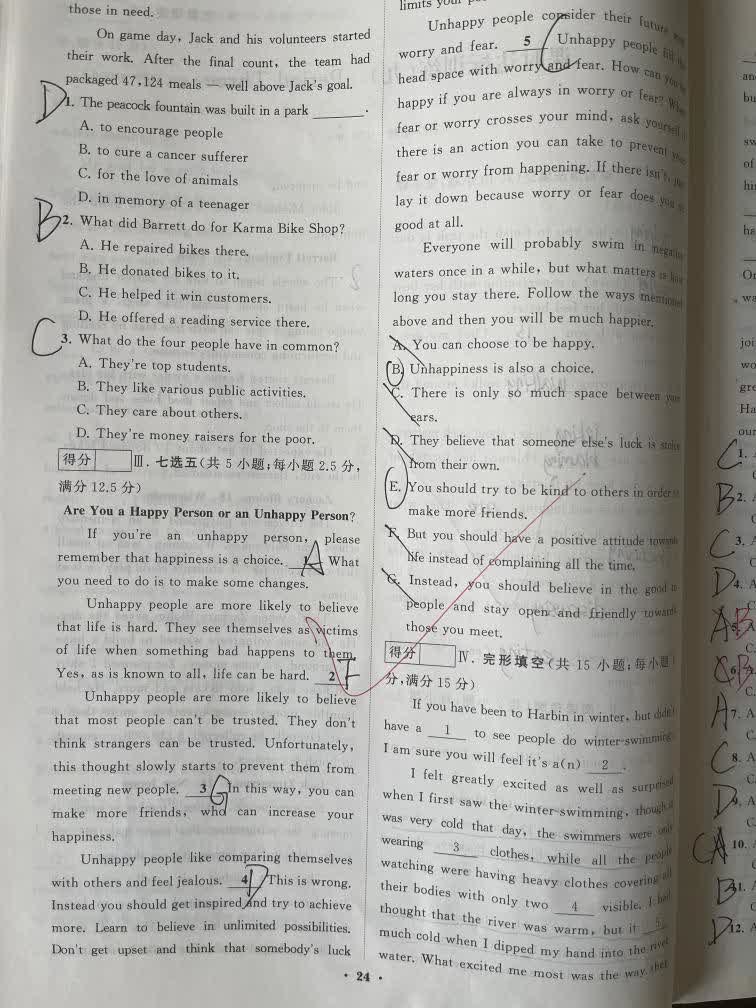 those in need.
On game day, Jack and his volunteers started
their work. After the final count, the team had
packaged 47,124 meals — well above Jack's goal.
D
1. The peacock fountain was built in a park ______.
A. to encourage people
B. to cure a cancer sufferer
C. for the love of animals
D. in memory of a teenager
B
2. What did Barrett do for Karma Bike Shop?
A. He repaired bikes there.
B. He donated bikes to it.
C. He helped it win customers.
D. He offered a reading service there.
C
3. What do the four people have in common?
A. They're top students.
B. They like various public activities.
C. They care about others.
D. They're money raisers for the poor.
得分 Ⅲ. 七选五(共 5 小题;每小题 2.5 分,
满分 12.5 分)
Are You a Happy Person or an Unhappy Person?
If you're an unhappy person, please
remember that happiness is a choice. 1 A What
you need to do is to make some changes.
Unhappy people are more likely to believe
that life is hard. They see themselves as victims
of life when something bad happens to them.
Yes, as is known to all, life can be hard. 2 F
Unhappy people are more likely to believe
that most people can't be trusted. They don't
think strangers can be trusted. Unfortunately,
this thought slowly starts to prevent them from
meeting new people. 3 G In this way, you can
make more friends, who can increase your
happiness.
Unhappy people like comparing themselves
with others and feel jealous. 4 D This is wrong.
Instead you should get inspired and try to achieve
more. Learn to believe in unlimited possibilities.
Don't get upset and think that somebody's luck
limits your
Unhappy people consider their future
worry and fear. 5 C Unhappy people fill
head space with worry and fear. How can you
happy if you are always in worry or fear?
fear or worry crosses your mind, ask yourself
there is an action you can take to prevent
fear or worry from happening. If there isn't,
lay it down because worry or fear does you
good at all.
Everyone will probably swim in negative
waters once in a while, but what matters is how
long you stay there. Follow the ways mentioned
above and then you will be much happier.
A. You can choose to be happy.
B. Unhappiness is also a choice.
C. There is only so much space between your
ears.
D. They believe that someone else's luck is stolen
from their own.
E. You should try to be kind to others in order to
make more friends.
F. But you should have a positive attitude towards
life instead of complaining all the time.
G. Instead, you should believe in the good in
people and stay open and friendly towards
those you meet.
得分 Ⅳ. 完形填空(共 15 小题;每小题
分,满分 15 分)
If you have been to Harbin in winter, but didn't
have a 1 to see people do winter-swimming,
I am sure you will feel it's a(n) 2 .
I felt greatly excited as well as surprised
when I first saw the winter-swimming, though it
was very cold that day, the swimmers were only
wearing 3 clothes, while all the people
watching were having heavy clothes covering all
their bodies with only two 4 visible. I had
thought that the river was warm, but it 5
much cold when I dipped my hand into the river
water. What excited me most was the way that
· 24 ·
C 1.
B 2.
C 3.
D 4.
A B 5.
C B 6.
A 7.
C 8.
D 9.
C A 10.
B 11.
D 12.